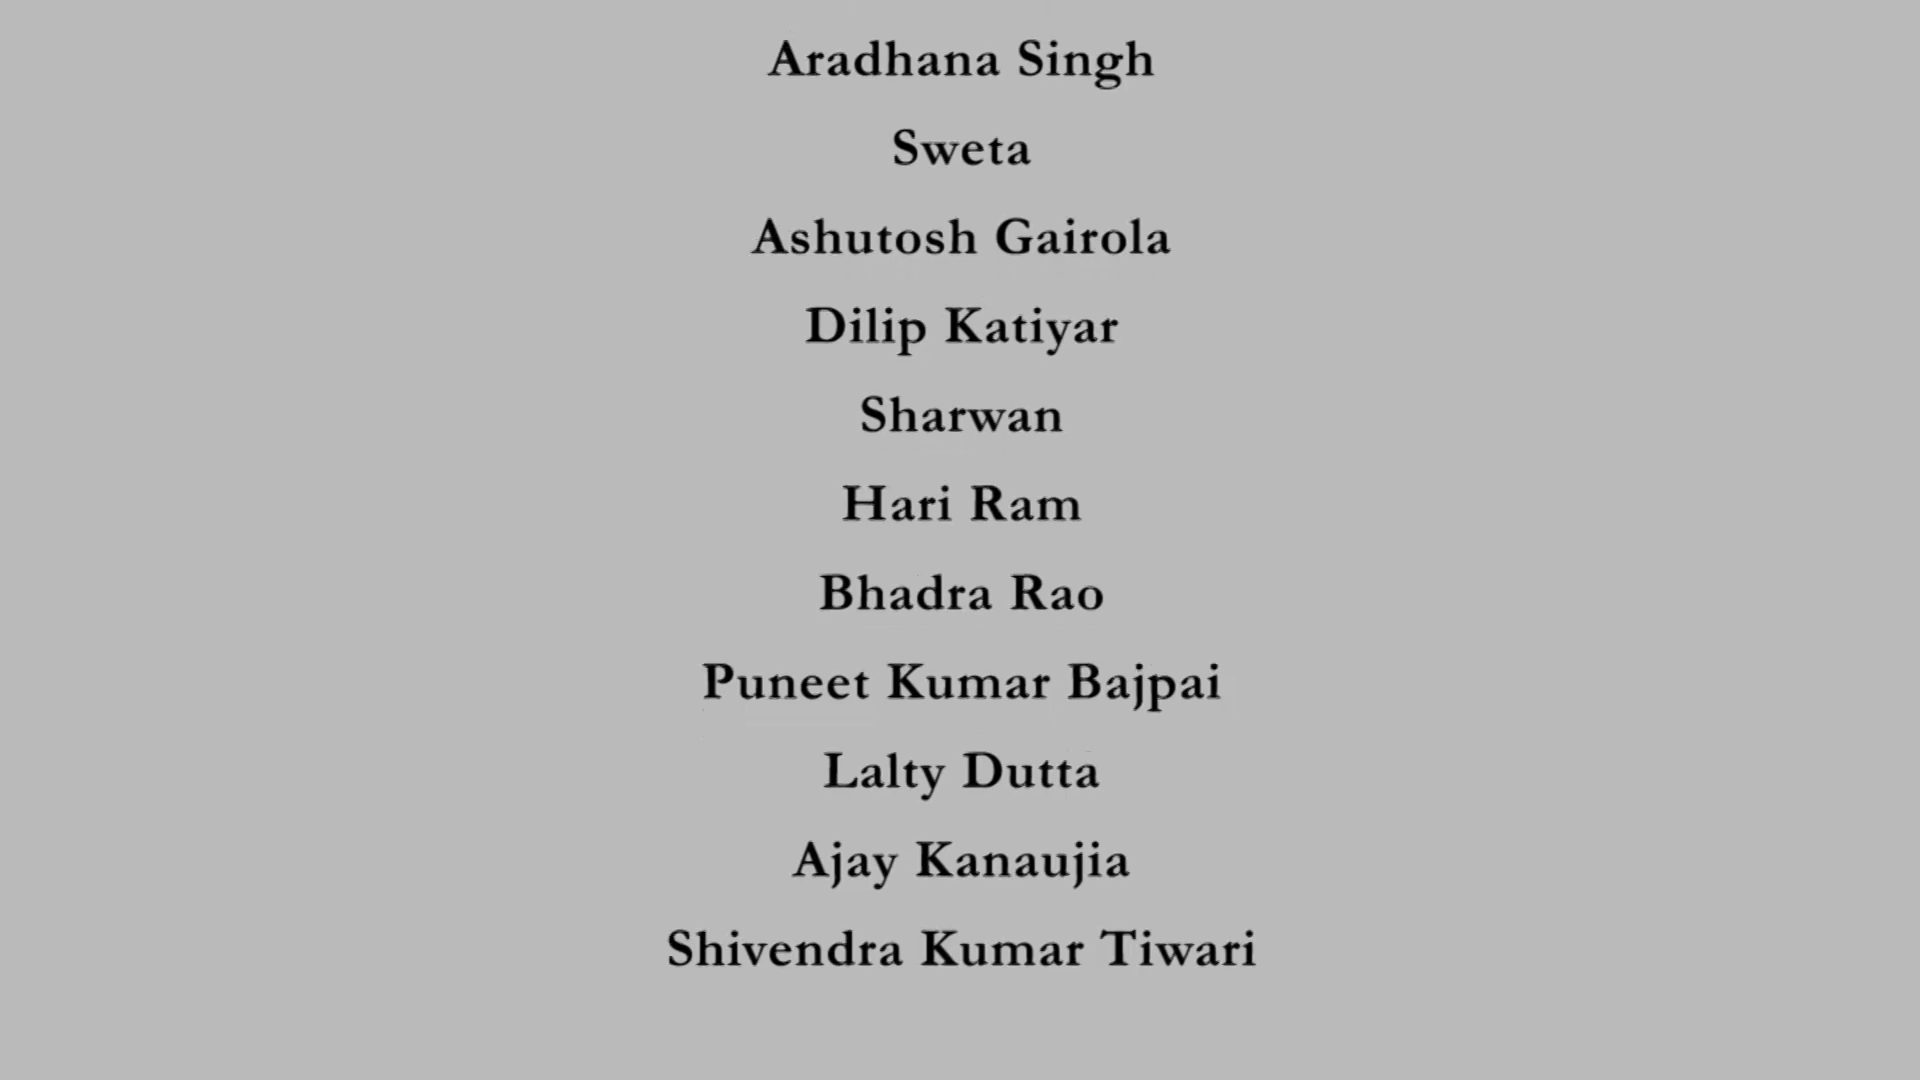 Aradhana Singh
Sweta
Ashutosh Gairola
Dilip Katiyar
Sharwan
Hari Ram
Bhadra Rao
Puneet Kumar Bajpai
Lalty Dutta
Ajay Kanaujia
Shivendra Kumar Tiwari